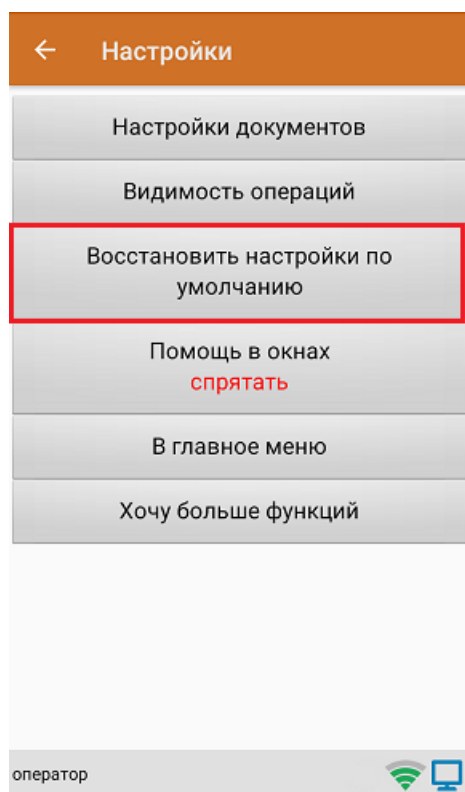 Настройки
Настройки документов
Видимость операций
Восстановить настройки по
умолчанию
Помощь в окнах
спрятать
В главное меню
Хочу больше функций
оператор